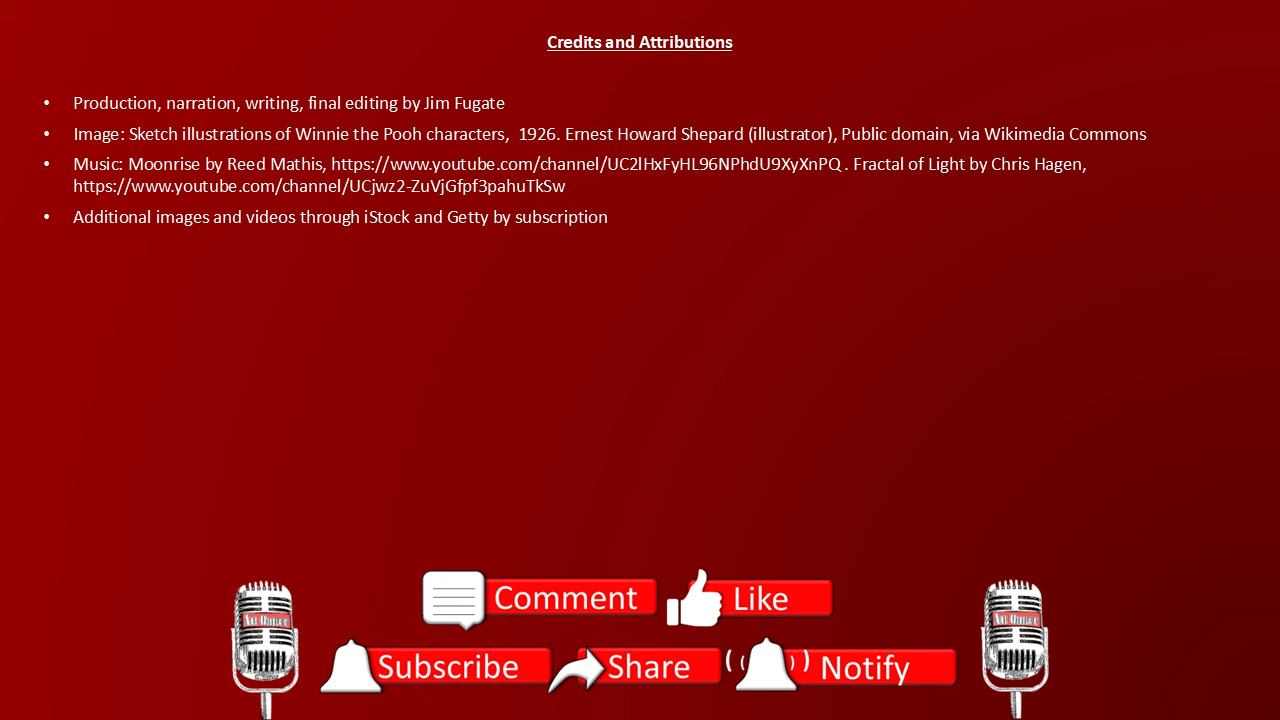 Credits and Attributions
• Production, narration, writing, final editing by Jim Fugate
• Image: Sketch illustrations of Winnie the Pooh characters,  1926. Ernest Howard Shepard (illustrator), Public domain, via Wikimedia Commons
• Music: Moonrise by Reed Mathis, https://www.youtube.com/channel/UC2lHxFyHL96NPhdU9XyXnPQ . Fractal of Light by Chris Hagen,
https://www.youtube.com/channel/UCjwz2-ZuVjGfpf3pahuTkSw
• Additional images and videos through iStock and Getty by subscription
Comment Like
Subscribe Share Notify